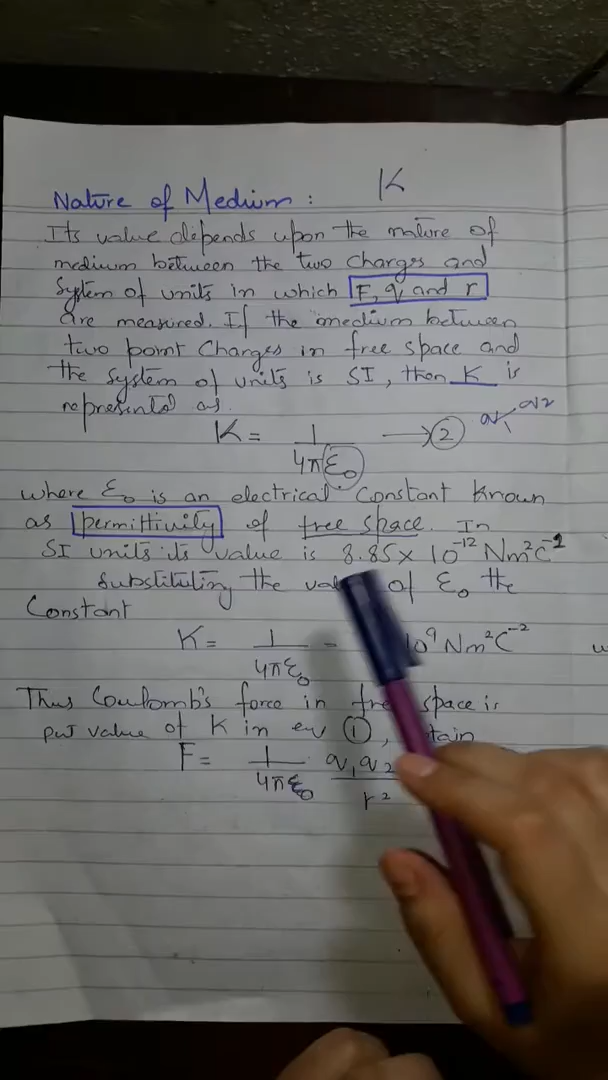 Nature of Medium : K
Its value depends upon the nature of
medium between the two charges and
System of units in which F, q and r
are measured. If the medium between
two point Charges in free space and
the system of units is SI, then K is
represented as.
K = 1/4πε₀ → ②
where ε₀ is an electrical Constant known
as permittivity of free space. In
SI units its value is 8.85 × 10⁻¹² Nm²C⁻²
Substituting the of ε₀ the
Constant
K = 1/4πε₀ = 10⁹ Nm²C⁻²
Thus Coulomb's force in space is
put value of K in eq ①,
F = 1/4πε₀ q₁q₂/r²